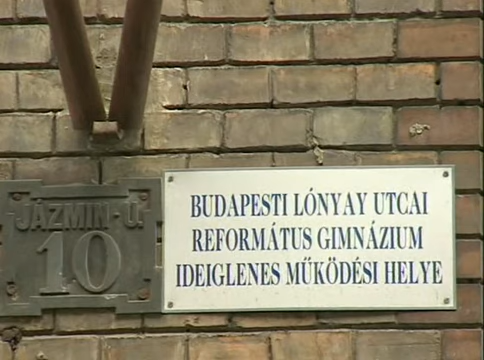 JÁZMIN-U.
10
BUDAPESTI LÓNYAY UTCAI
REFORMÁTUS GIMNÁZIUM
IDEIGLENES MŰKÖDÉSI HELYE